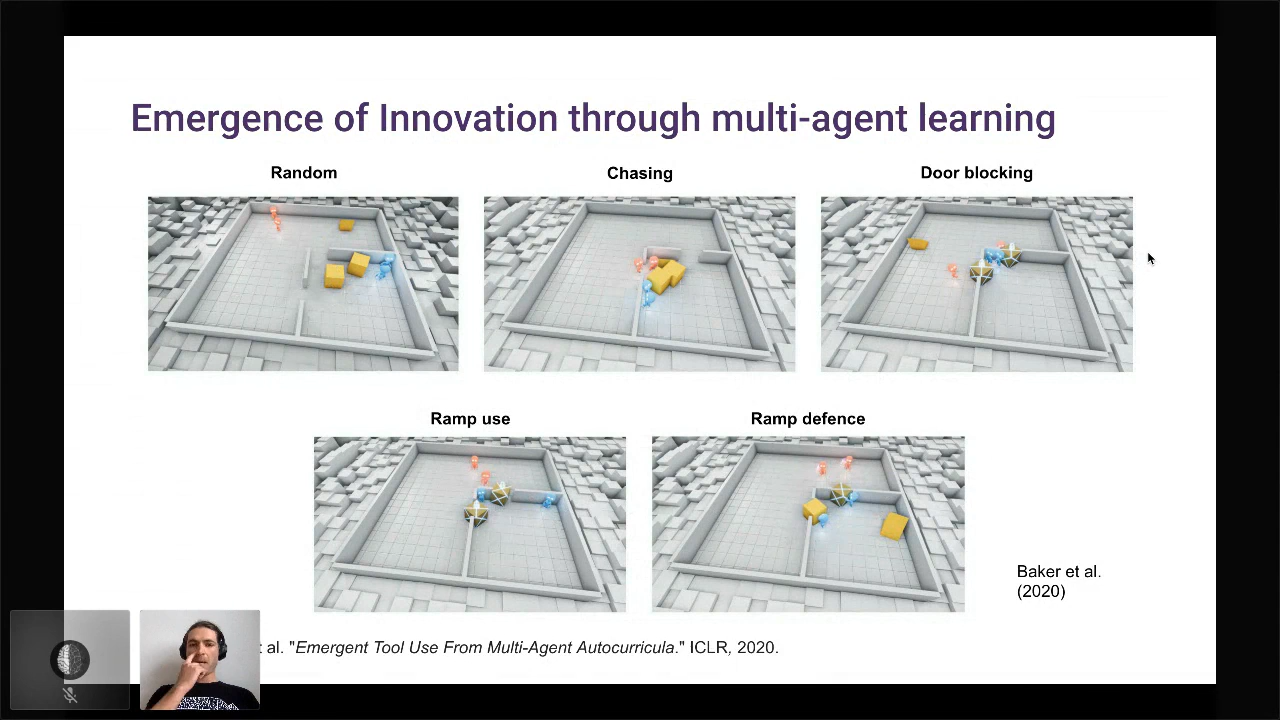 Emergence of Innovation through multi-agent learning
Random
Chasing
Door blocking
Ramp use
Ramp defence
Baker et al.
(2020)
t al. "Emergent Tool Use From Multi-Agent Autocurricula." ICLR, 2020.